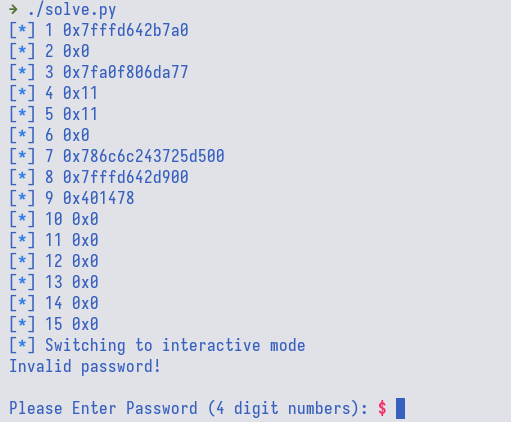 → ./solve.py
[*] 1 0x7fffd642b7a0
[*] 2 0x0
[*] 3 0x7fa0f806da77
[*] 4 0x11
[*] 5 0x11
[*] 6 0x0
[*] 7 0x786c6c243725d500
[*] 8 0x7fffd642d900
[*] 9 0x401478
[*] 10 0x0
[*] 11 0x0
[*] 12 0x0
[*] 13 0x0
[*] 14 0x0
[*] 15 0x0
[*] Switching to interactive mode
Invalid password!
Please Enter Password (4 digit numbers): $